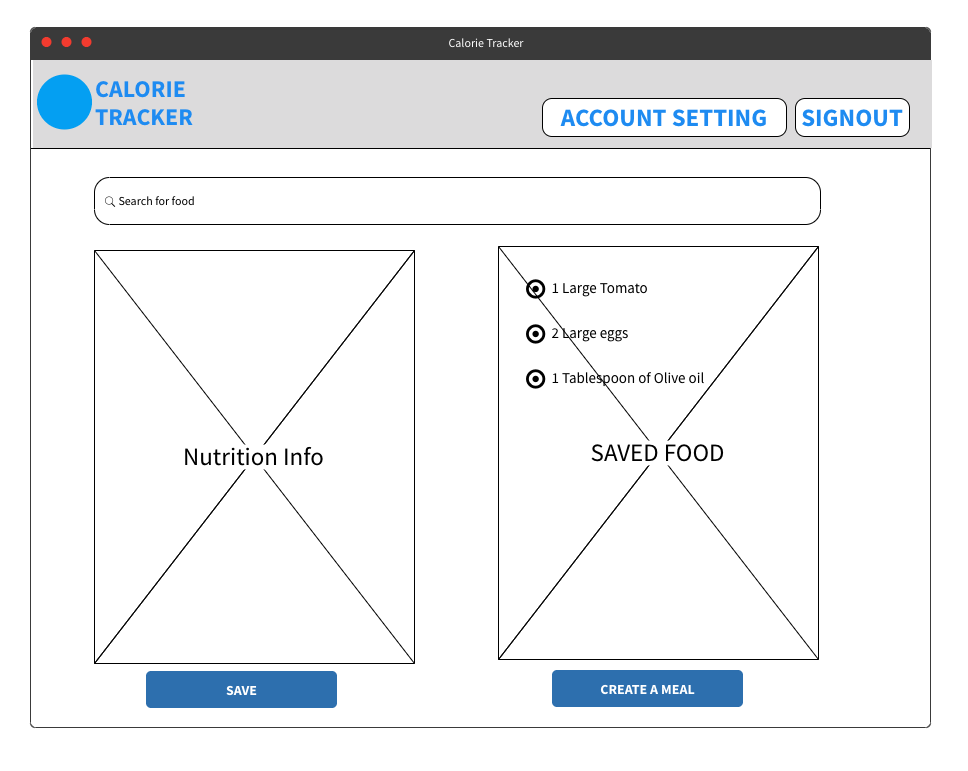 Calorie Tracker
CALORIE
TRACKER
ACCOUNT SETTING
SIGNOUT
Search for food
1 Large Tomato
2 Large eggs
1 Tablespoon of Olive oil
Nutrition Info
SAVED FOOD
SAVE
CREATE A MEAL